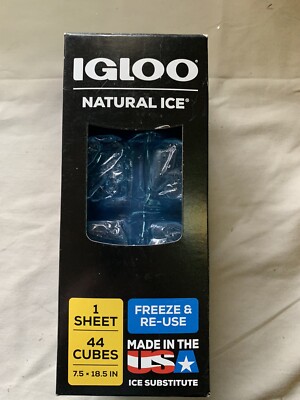 IGLOO®
NATURAL ICE®
1
SHEET
44
CUBES
7.5 × 18.5 IN
FREEZE &
RE-USE
MADE IN THE
USA
ICE SUBSTITUTE